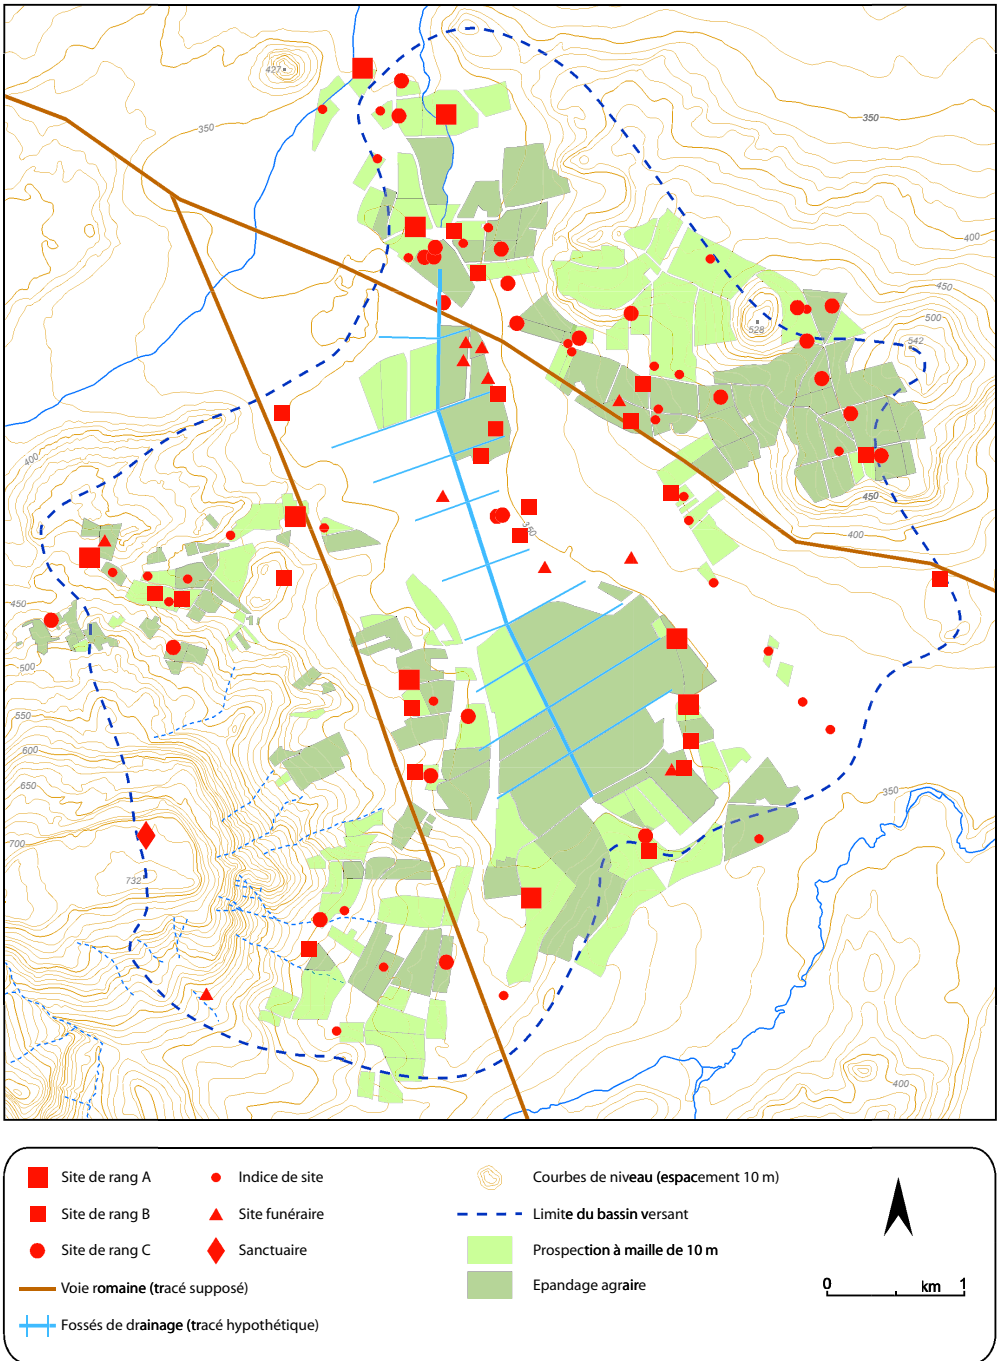 427
350
350
400
450
500
528
542
400
450
400
350
450
500
550
600
650
700
732
350
400
Site de rang A
Indice de site
Courbes de niveau (espacement 10 m)
Site de rang B
Site funéraire
Limite du bassin versant
Site de rang C
Sanctuaire
Prospection à maille de 10 m
Voie romaine (tracé supposé)
Epandage agraire
0 km 1
Fossés de drainage (tracé hypothétique)